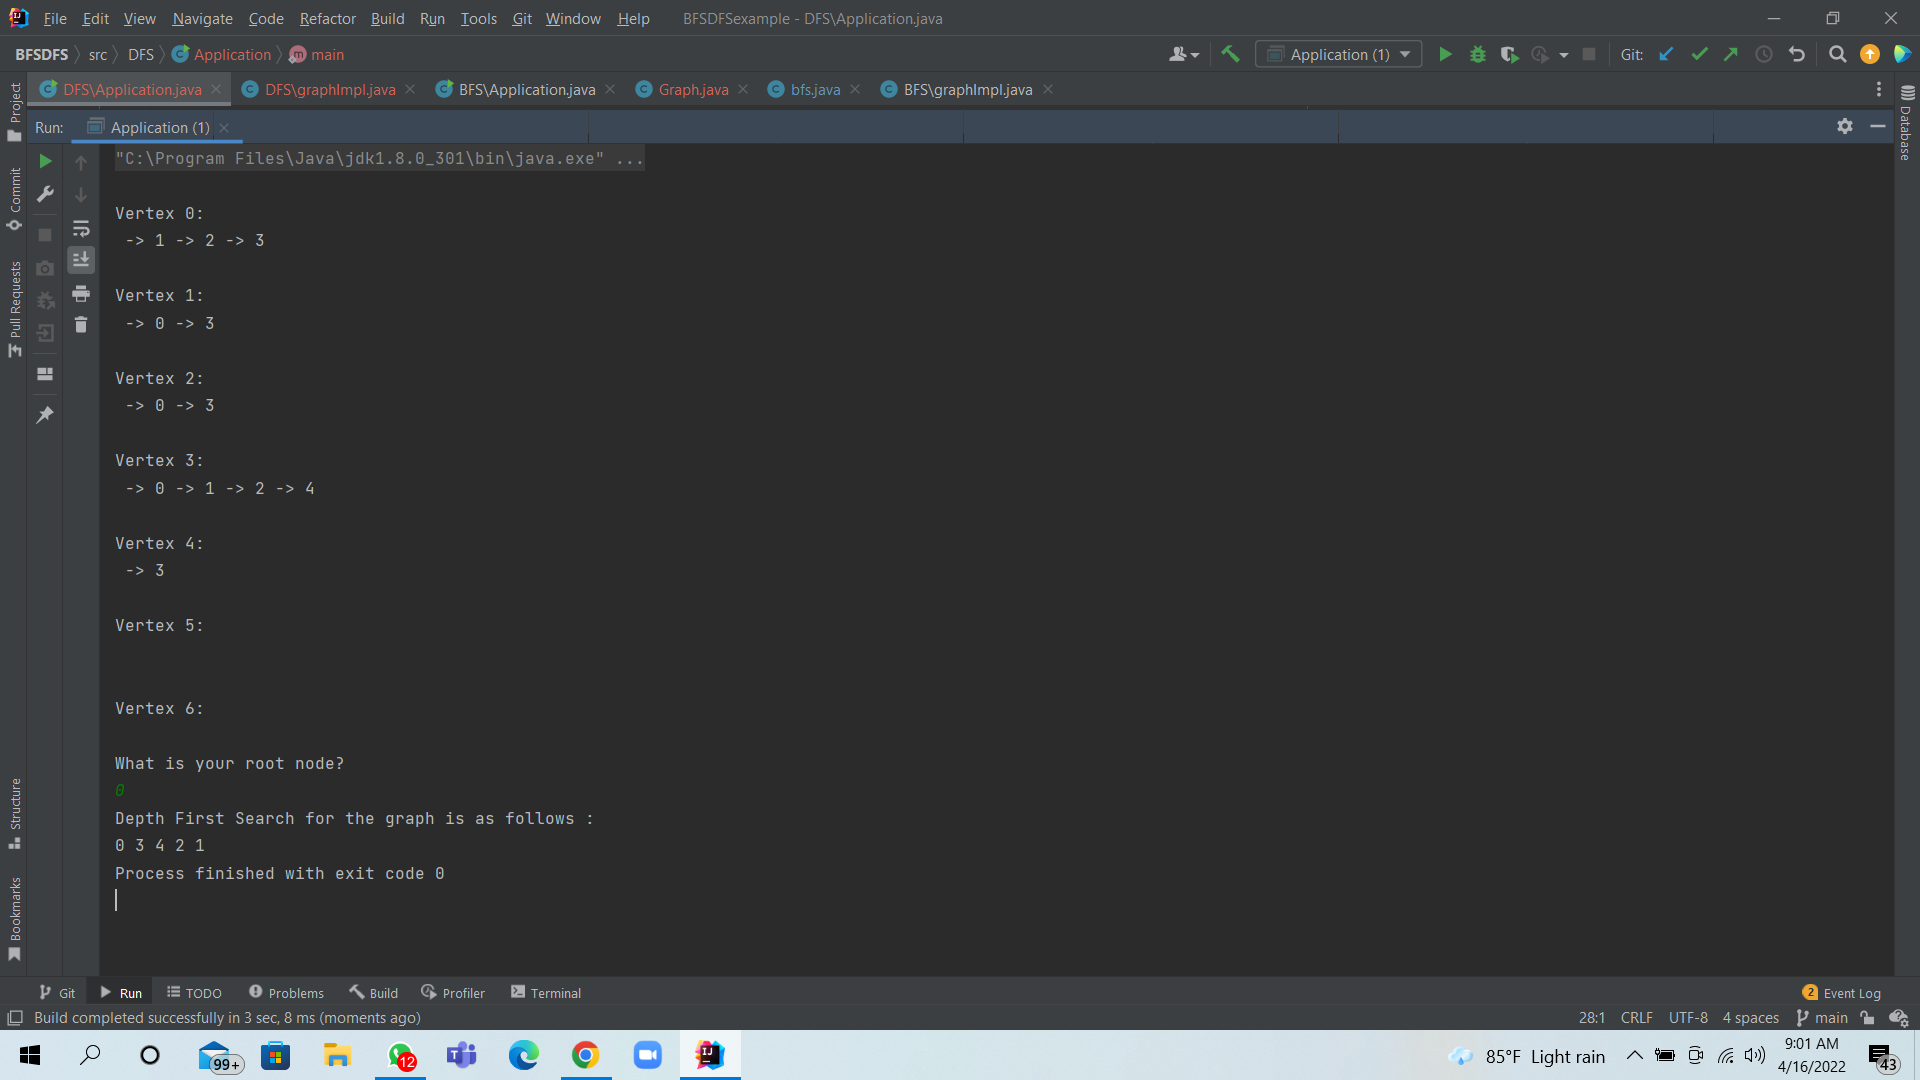 File Edit View Navigate Code Refactor Build Run Tools Git Window Help BFSDFSexample - DFS\Application.java
BFSDFS src DFS Application main Application (1) Git:
DFS\Application.java DFS\graphImpl.java BFS\Application.java Graph.java bfs.java BFS\graphImpl.java
Run: Application (1)
Project
Commit
Pull Requests
Structure
Bookmarks
Database
"C:\Program Files\Java\jdk1.8.0_301\bin\java.exe" ...
Vertex 0:
-> 1 -> 2 -> 3
Vertex 1:
-> 0 -> 3
Vertex 2:
-> 0 -> 3
Vertex 3:
-> 0 -> 1 -> 2 -> 4
Vertex 4:
-> 3
Vertex 5:
Vertex 6:
What is your root node?
0
Depth First Search for the graph is as follows :
0 3 4 2 1
Process finished with exit code 0
Git Run TODO Problems Build Profiler Terminal 2 Event Log
Build completed successfully in 3 sec, 8 ms (moments ago) 28:1 CRLF UTF-8 4 spaces main
99+ 12 85°F Light rain 9:01 AM
4/16/2022 43